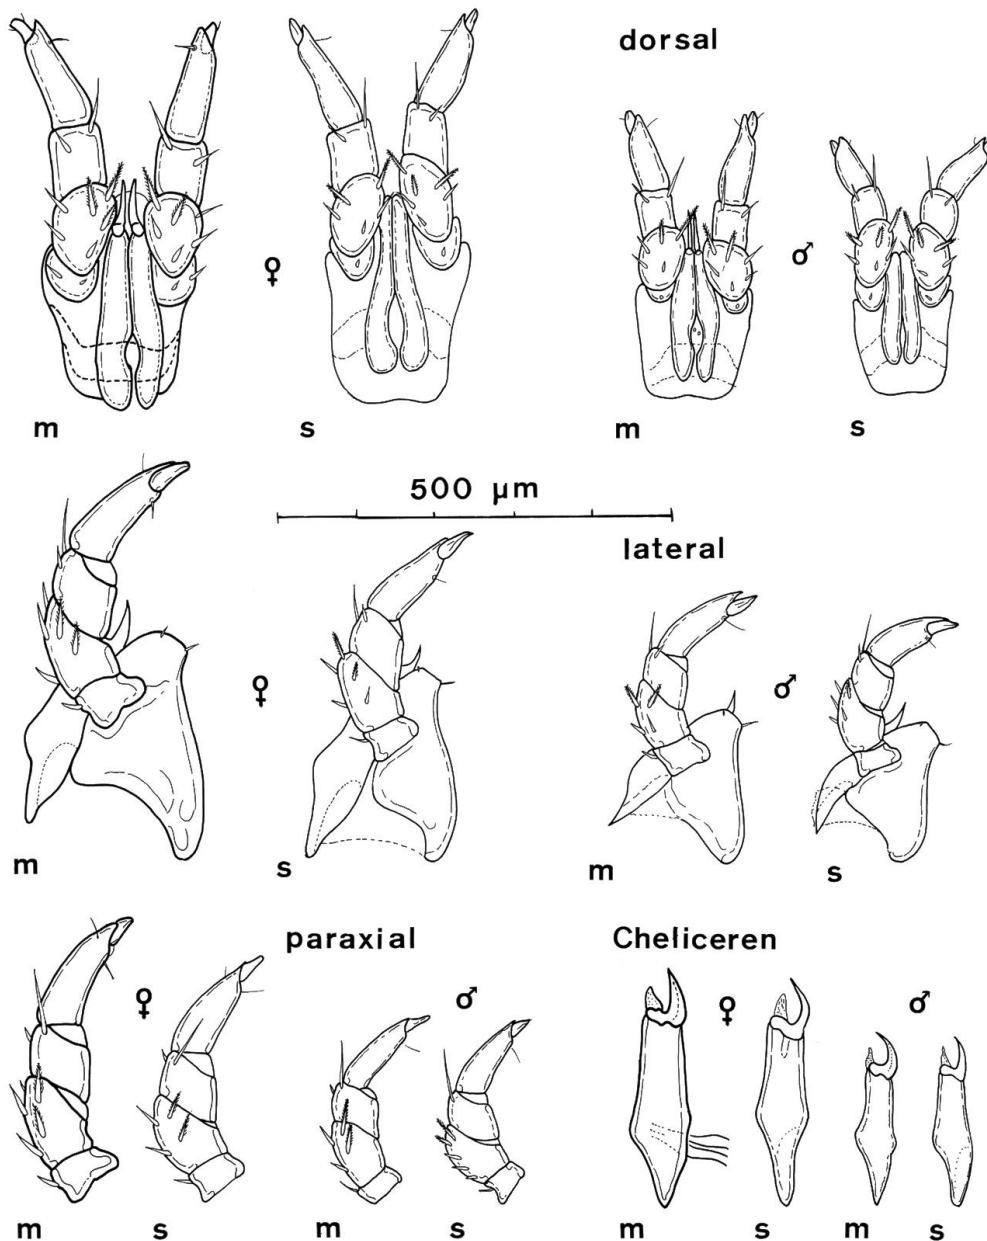 dorsal
♀
♂
m
s
m
s
500 µm
lateral
♀
♂
m
s
m
s
paraxial
Cheliceren
♀
♂
♀
♂
m
s
m
s
m
s
m
s